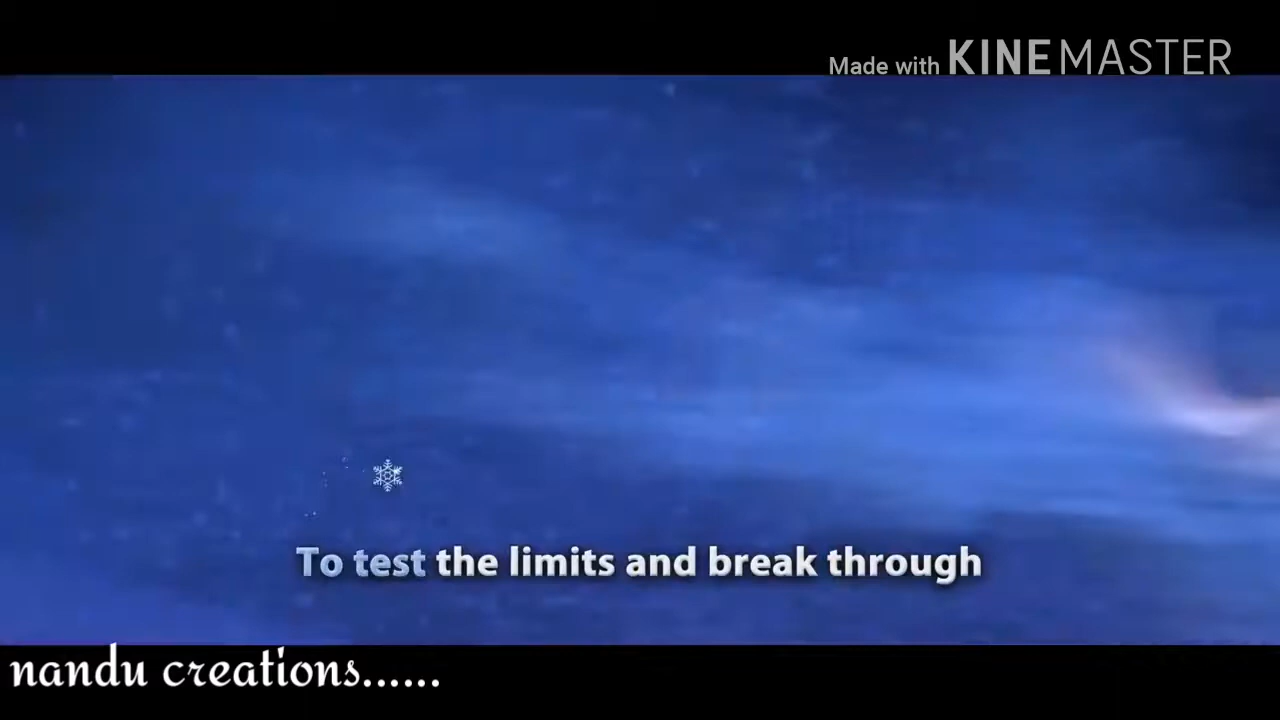 Made with KINEMASTER
To test the limits and break through
nandu creations......